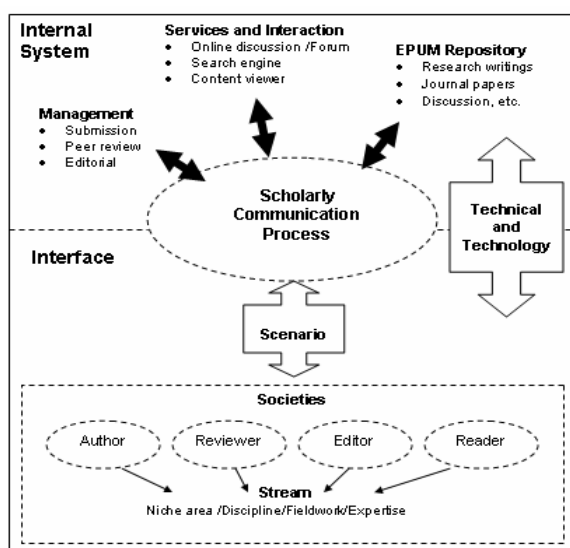 Internal
System
Services and Interaction
● Online discussion /Forum
● Search engine
● Content viewer
EPUM Repository
● Research writings
● Journal papers
● Discussion, etc.
Management
● Submission
● Peer review
● Editorial
Scholarly
Communication
Process
Technical
and
Technology
Interface
Scenario
Societies
Author
Reviewer
Editor
Reader
Stream
Niche area /Discipline/Fieldwork/Expertise